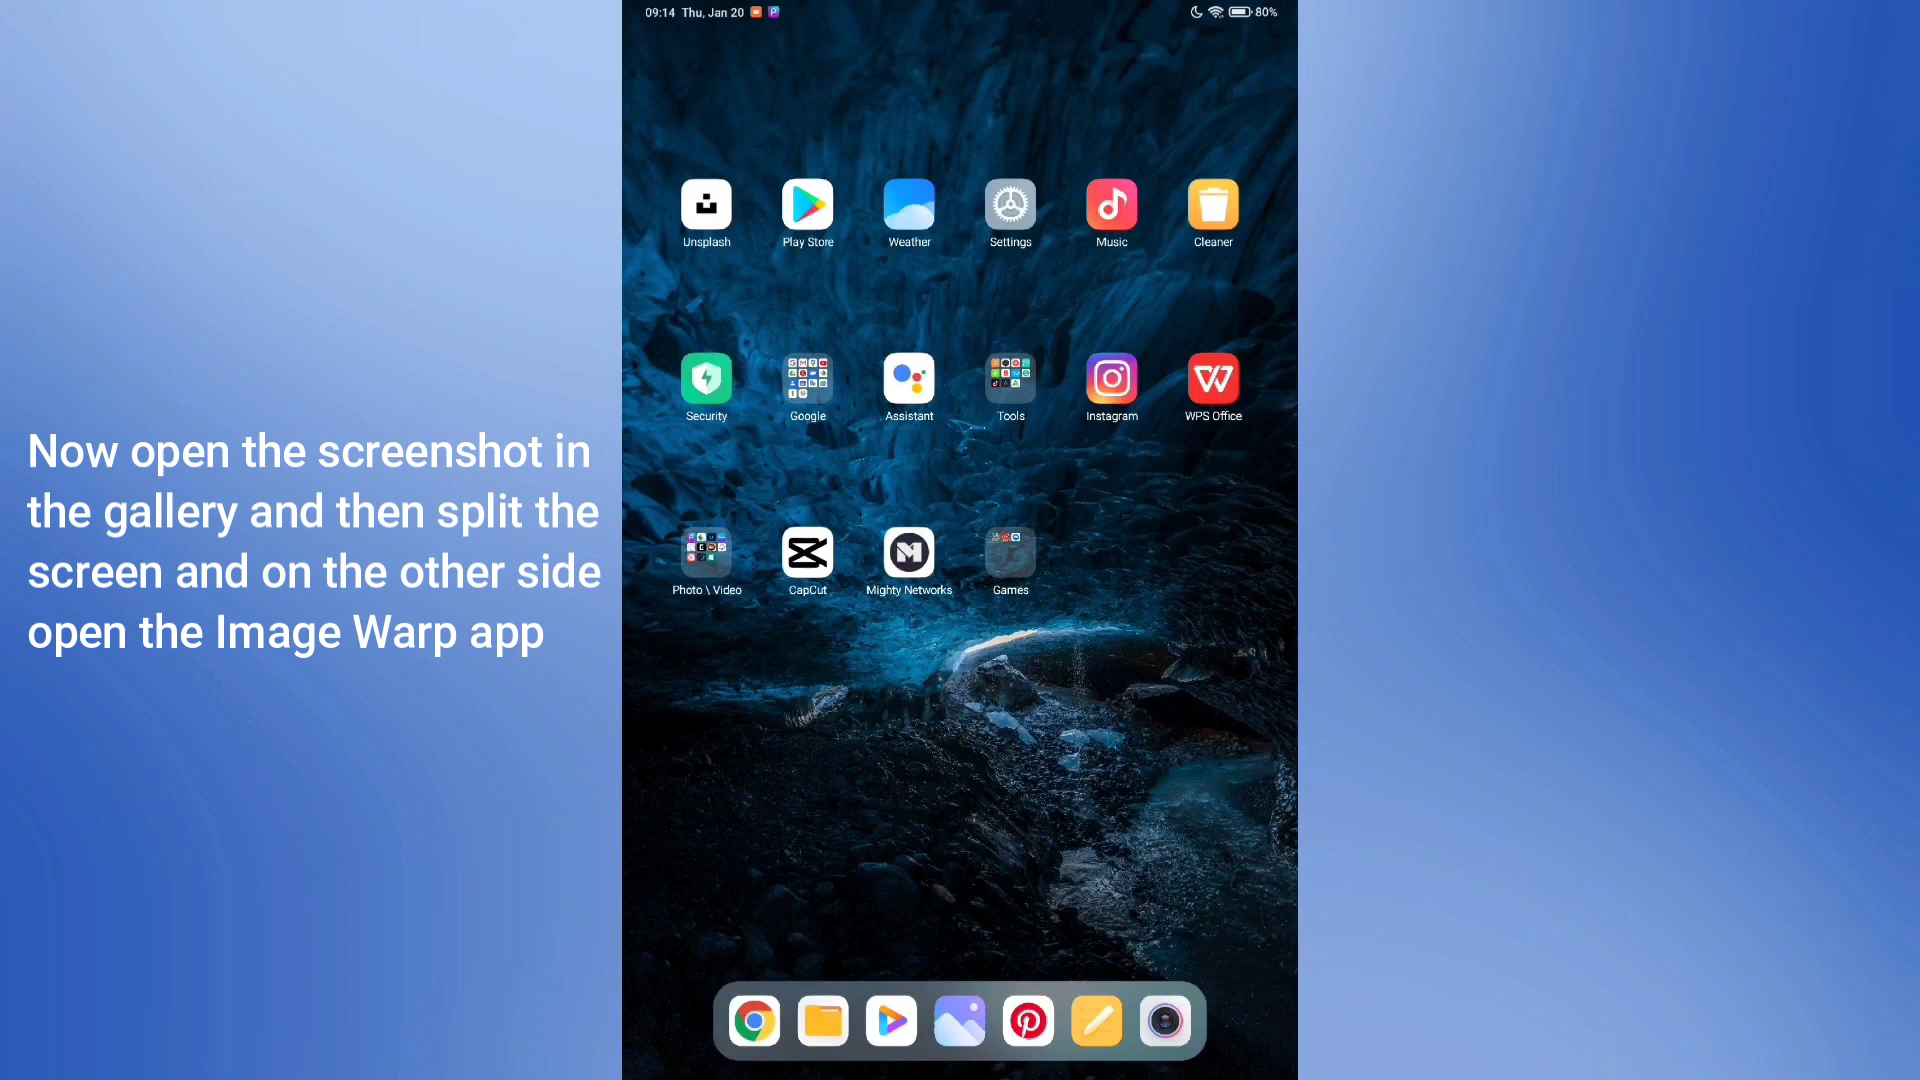 09:14 Thu, Jan 20
80%
Unsplash
Play Store
Weather
Settings
Music
Cleaner
Security
Google
Assistant
Tools
Instagram
WPS Office
Photo \ Video
CapCut
Mighty Networks
Games
Now open the screenshot in
the gallery and then split the
screen and on the other side
open the Image Warp app